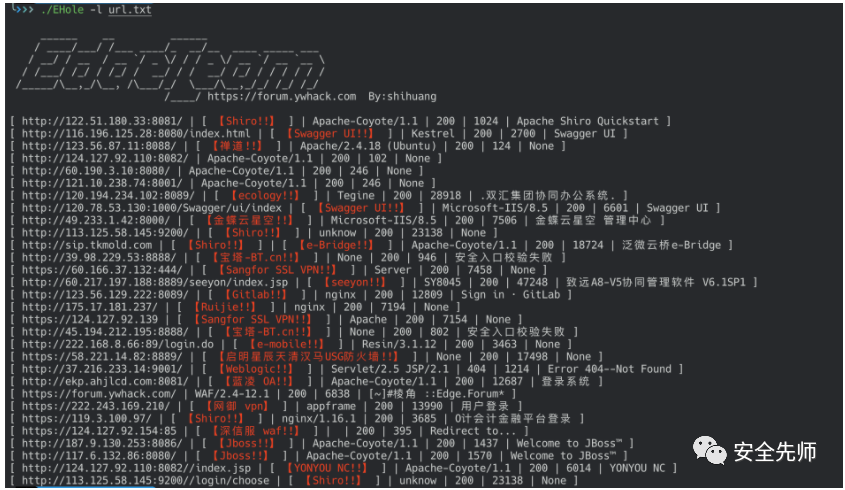 >>> ./EHole -l url.txt
EdgeTeam
https://forum.ywhack.com By:shihuang
[ http://122.51.180.33:8081/ | [ 【Shiro!!】 ] | Apache-Coyote/1.1 | 200 | 1024 | Apache Shiro Quickstart ]
[ http://116.196.125.28:8080/index.html | [ 【Swagger UI!!】 ] | Kestrel | 200 | 2700 | Swagger UI ]
[ http://123.56.87.11:8088/ | [ 【禅道!!】 ] | Apache/2.4.18 (Ubuntu) | 200 | 124 | None ]
[ http://124.127.92.110:8082/ | Apache-Coyote/1.1 | 200 | 102 | None ]
[ http://60.190.3.10:8080/ | Apache-Coyote/1.1 | 200 | 246 | None ]
[ http://121.10.238.74:8001/ | Apache-Coyote/1.1 | 200 | 246 | None ]
[ http://120.194.234.102:8089/ | [ 【ecology!!】 ] | Tegine | 200 | 28918 | .双汇集团协同办公系统. ]
[ http://120.78.53.130:1000/Swagger/ui/index | [ 【Swagger UI!!】 ] | Microsoft-IIS/8.5 | 200 | 6601 | Swagger UI ]
[ http://49.233.1.42:8000/ | [ 【金蝶云星空!!】 ] | Microsoft-IIS/8.5 | 200 | 7506 | 金蝶云星空 管理中心 ]
[ http://113.125.58.145:9200/ | [ 【Shiro!!】 ] | unknow | 200 | 23138 | None ]
[ http://sip.tkmold.com | [ 【Shiro!!】 ] | [ 【e-Bridge!!】 ] | Apache-Coyote/1.1 | 200 | 18724 | 泛微云桥e-Bridge ]
[ http://39.98.229.53:8888/ | [ 【宝塔-BT.cn!!】 ] | None | 200 | 946 | 安全入口校验失败 ]
[ https://60.166.37.132:444/ | [ 【Sangfor SSL VPN!!】 ] | Server | 200 | 7458 | None ]
[ http://60.217.197.188:8889/seeyon/index.jsp | [ 【seeyon!!】 ] | SY8045 | 200 | 47248 | 致远A8-V5协同管理软件 V6.1SP1 ]
[ http://123.56.129.222:8089/ | [ 【Gitlab!!】 ] | nginx | 200 | 12809 | Sign in · GitLab ]
[ http://175.17.181.237/ | [ 【Ruijie!!】 ] | nginx | 200 | 7194 | None ]
[ https://124.127.92.139 | [ 【Sangfor SSL VPN!!】 ] | Apache | 200 | 7154 | None ]
[ http://45.194.212.195:8888/ | [ 【宝塔-BT.cn!!】 ] | None | 200 | 802 | 安全入口校验失败 ]
[ http://222.168.8.66:89/login.do | [ 【e-mobile!!】 ] | Resin/3.1.12 | 200 | 3463 | None ]
[ https://58.221.14.82:8889/ | [ 【启明星辰天清汉马USG防火墙!!】 ] | None | 200 | 17498 | None ]
[ http://37.216.233.14:9001/ | [ 【Weblogic!!】 ] | Servlet/2.5 JSP/2.1 | 404 | 1214 | Error 404--Not Found ]
[ http://ekp.ahjlcd.com:8081/ | [ 【蓝凌 OA!!】 ] | Apache-Coyote/1.1 | 200 | 12687 | 登录系统 ]
[ https://forum.ywhack.com/ | WAF/2.4-12.1 | 200 | 6838 | [~]#棱角 ::Edge.Forum* ]
[ https://222.243.169.210/ | [ 【网御 vpn】 ] | appframe | 200 | 13990 | 用户登录 ]
[ https://119.3.100.97/ | [ 【Shiro!!】 ] | nginx/1.16.1 | 200 | 3685 | O计会计金融平台登录 ]
[ https://124.127.92.154:85 | [ 【深信服 waf!!】 ] | | 200 | 395 | Redirect to... ]
[ http://187.9.130.253:8086/ | [ 【Jboss!!】 ] | Apache-Coyote/1.1 | 200 | 1437 | Welcome to JBoss™ ]
[ http://117.6.132.86:8080/ | [ 【Jboss!!】 ] | Apache-Coyote/1.1 | 200 | 1570 | Welcome to JBoss™ ]
[ http://124.127.92.110:8082//index.jsp | [ 【YONYOU NC!!】 ] | Apache-Coyote/1.1 | 200 | 6014 | YONYOU NC ]
[ http://113.125.58.145:9200//login/choose | [ 【Shiro!!】 ] | unknow | 200 | 23138 | None ]
安全先师